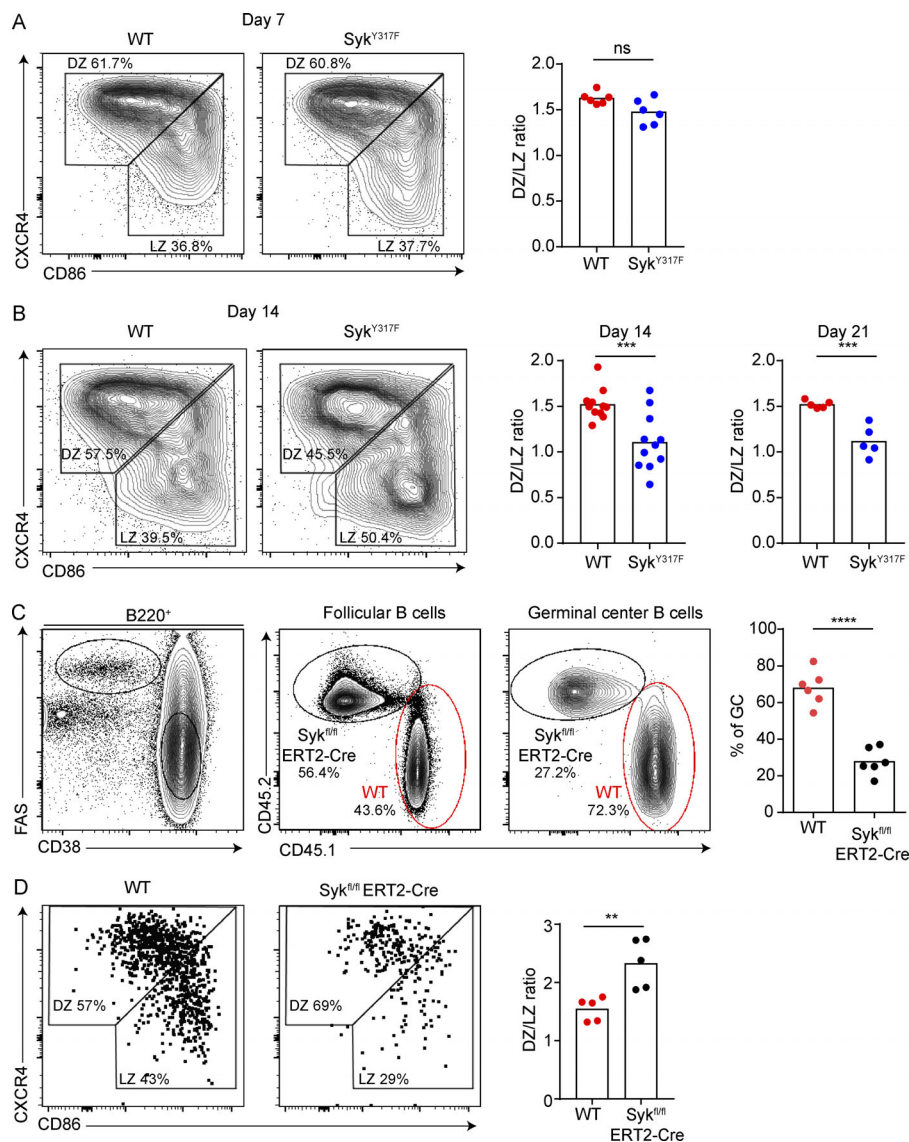 A
Day 7
WT
Syk^Y317F
DZ 61.7%
LZ 36.8%
DZ 60.8%
LZ 37.7%
CXCR4
CD86
ns
DZ/LZ ratio
2.0
1.5
1.0
0.5
0.0
WT
Syk^Y317F
B
Day 14
WT
Syk^Y317F
DZ 57.5%
LZ 39.5%
DZ 45.5%
LZ 50.4%
CXCR4
CD86
Day 14
***
DZ/LZ ratio
2.0
1.5
1.0
0.5
0.0
WT
Syk^Y317F
Day 21
***
DZ/LZ ratio
2.0
1.5
1.0
0.5
0.0
WT
Syk^Y317F
C
B220+
FAS
CD38
Follicular B cells
Syk^fl/fl
ERT2-Cre
56.4%
WT
43.6%
CD45.2
CD45.1
Germinal center B cells
Syk^fl/fl
ERT2-Cre
27.2%
WT
72.3%
****
% of GC
80
60
40
20
0
WT
Syk^fl/fl
ERT2-Cre
D
WT
Syk^fl/fl ERT2-Cre
DZ 57%
LZ 43%
DZ 69%
LZ 29%
CXCR4
CD86
**
DZ/LZ ratio
3
2
1
0
WT
Syk^fl/fl
ERT2-Cre